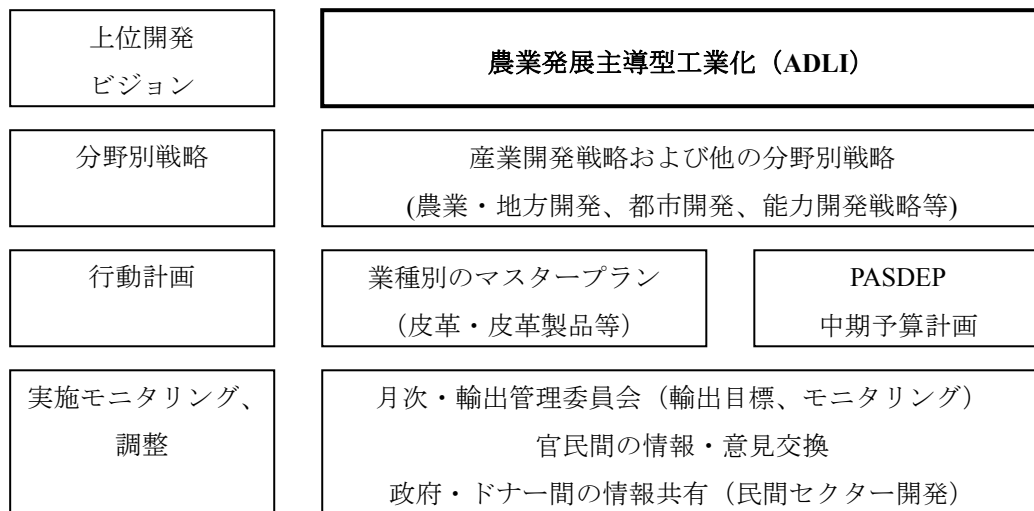 上位開発
ビジョン
農業発展主導型工業化（ADLI）
分野別戦略
産業開発戦略および他の分野別戦略
(農業・地方開発、都市開発、能力開発戦略等)
行動計画
業種別のマスタープラン
（皮革・皮革製品等）
PASDEP
中期予算計画
実施モニタリング、
調整
月次・輸出管理委員会（輸出目標、モニタリング）
官民間の情報・意見交換
政府・ドナー間の情報共有（民間セクター開発）